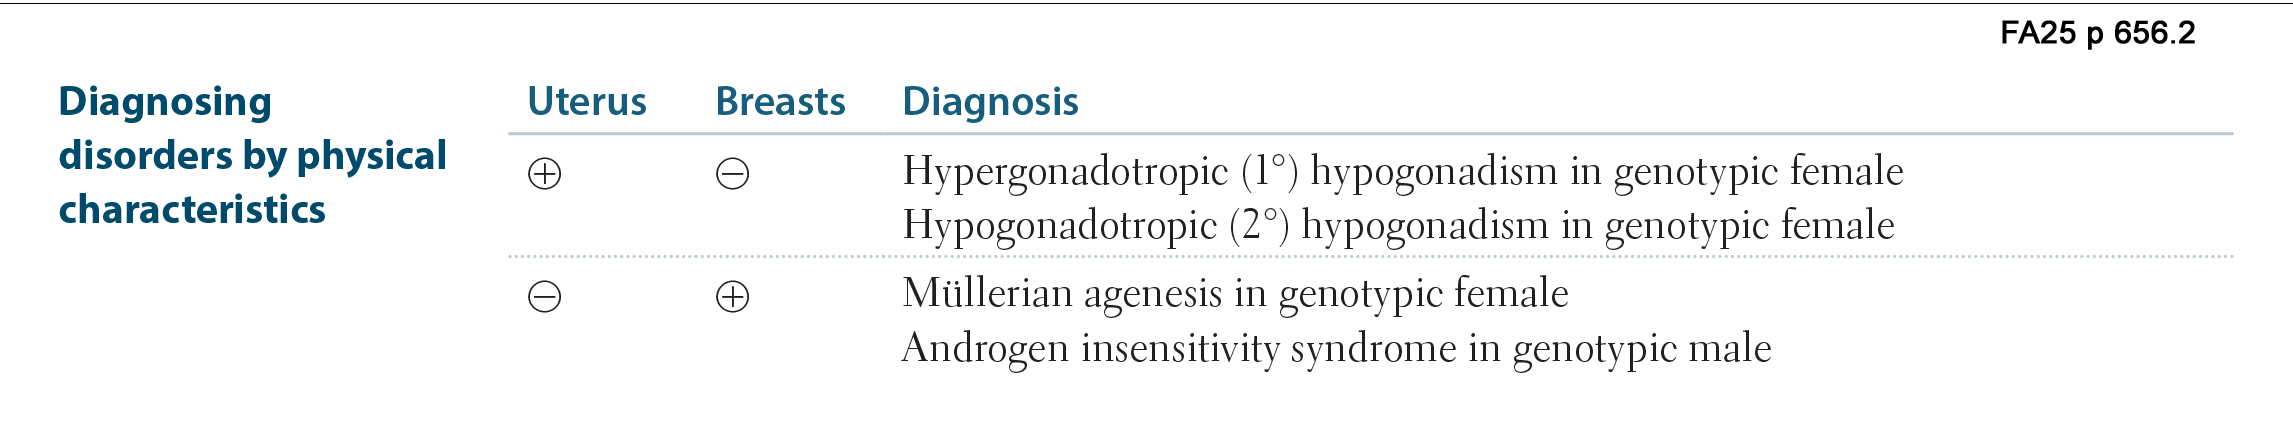 FA25 p 656.2
Diagnosing
disorders by physical
characteristics
Uterus Breasts Diagnosis
⊕ ⊖ Hypergonadotropic (1°) hypogonadism in genotypic female
Hypogonadotropic (2°) hypogonadism in genotypic female
⊖ ⊕ Müllerian agenesis in genotypic female
Androgen insensitivity syndrome in genotypic male